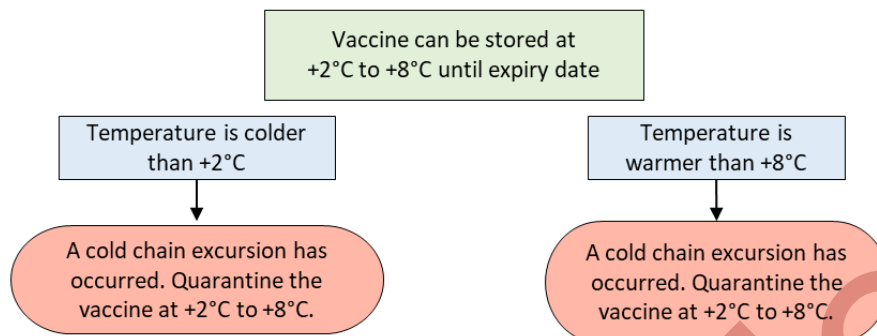 Vaccine can be stored at
+2°C to +8°C until expiry date
Temperature is colder
than +2°C
Temperature is
warmer than +8°C
A cold chain excursion has
occurred. Quarantine the
vaccine at +2°C to +8°C.
A cold chain excursion has
occurred. Quarantine the
vaccine at +2°C to +8°C.